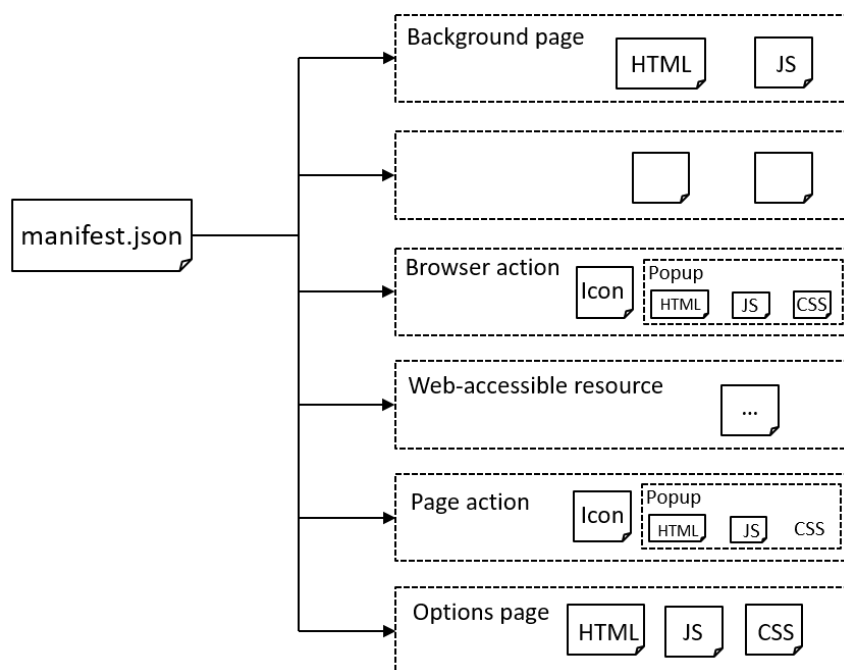 Background page
HTML JS
manifest.json
Browser action
Icon
Popup
HTML JS CSS
Web-accessible resource
...
Page action
Icon
Popup
HTML JS CSS
Options page
HTML JS CSS